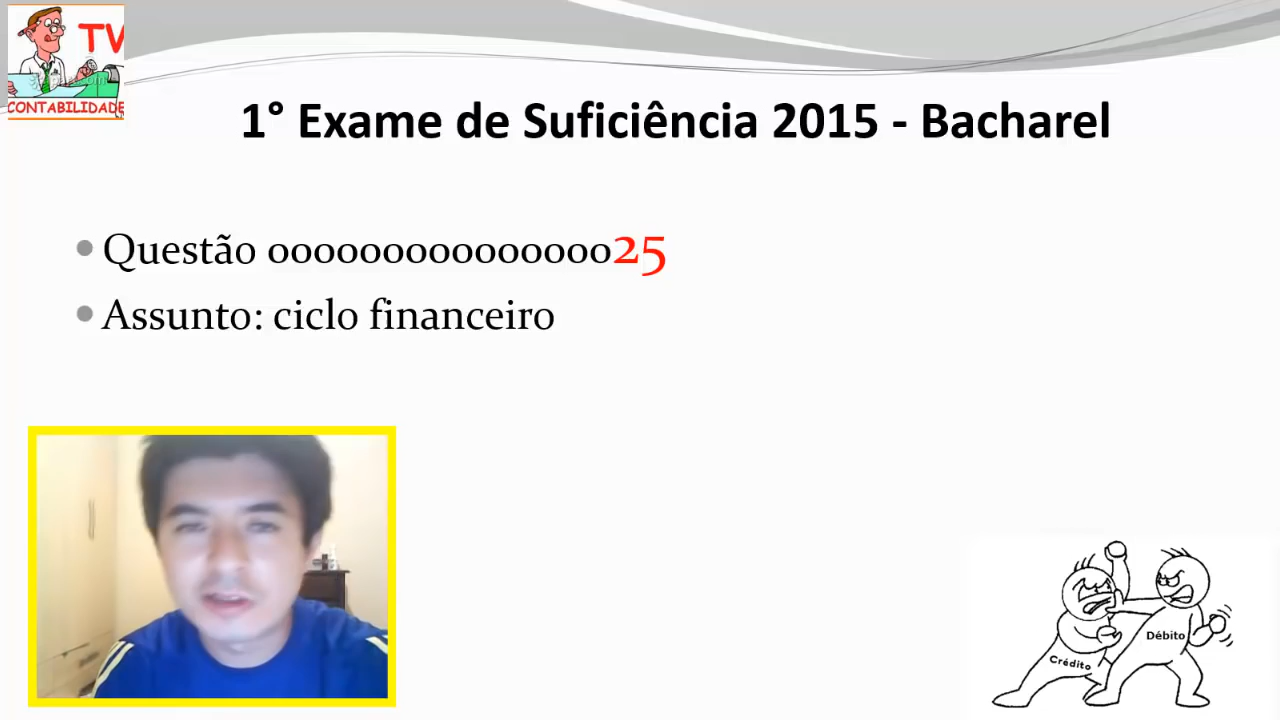 TV
CONTABILIDADE
1° Exame de Suficiência 2015 - Bacharel
• Questão ooooooooooooooo25
• Assunto: ciclo financeiro
Débito
Crédito